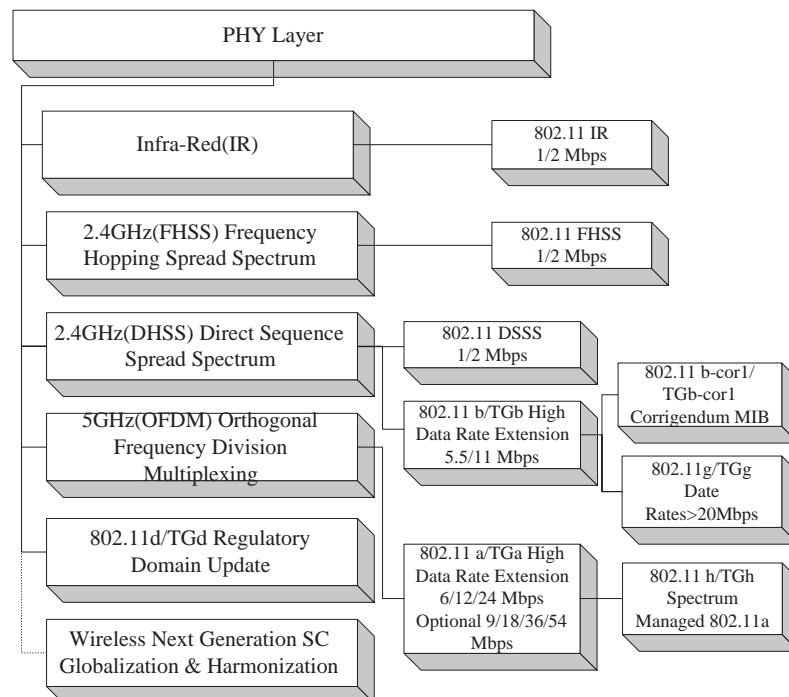 PHY Layer
Infra-Red(IR)
802.11 IR
1/2 Mbps
2.4GHz(FHSS) Frequency
Hopping Spread Spectrum
802.11 FHSS
1/2 Mbps
2.4GHz(DHSS) Direct Sequence
Spread Spectrum
802.11 DSSS
1/2 Mbps
802.11 b/TGb High
Data Rate Extension
5.5/11 Mbps
802.11 b-cor1/
TGb-cor1
Corrigendum MIB
802.11g/TGg
Date
Rates>20Mbps
5GHz(OFDM) Orthogonal
Frequency Division
Multiplexing
802.11 a/TGa High
Data Rate Extension
6/12/24 Mbps
Optional 9/18/36/54
Mbps
802.11 h/TGh
Spectrum
Managed 802.11a
802.11d/TGd Regulatory
Domain Update
Wireless Next Generation SC
Globalization & Harmonization